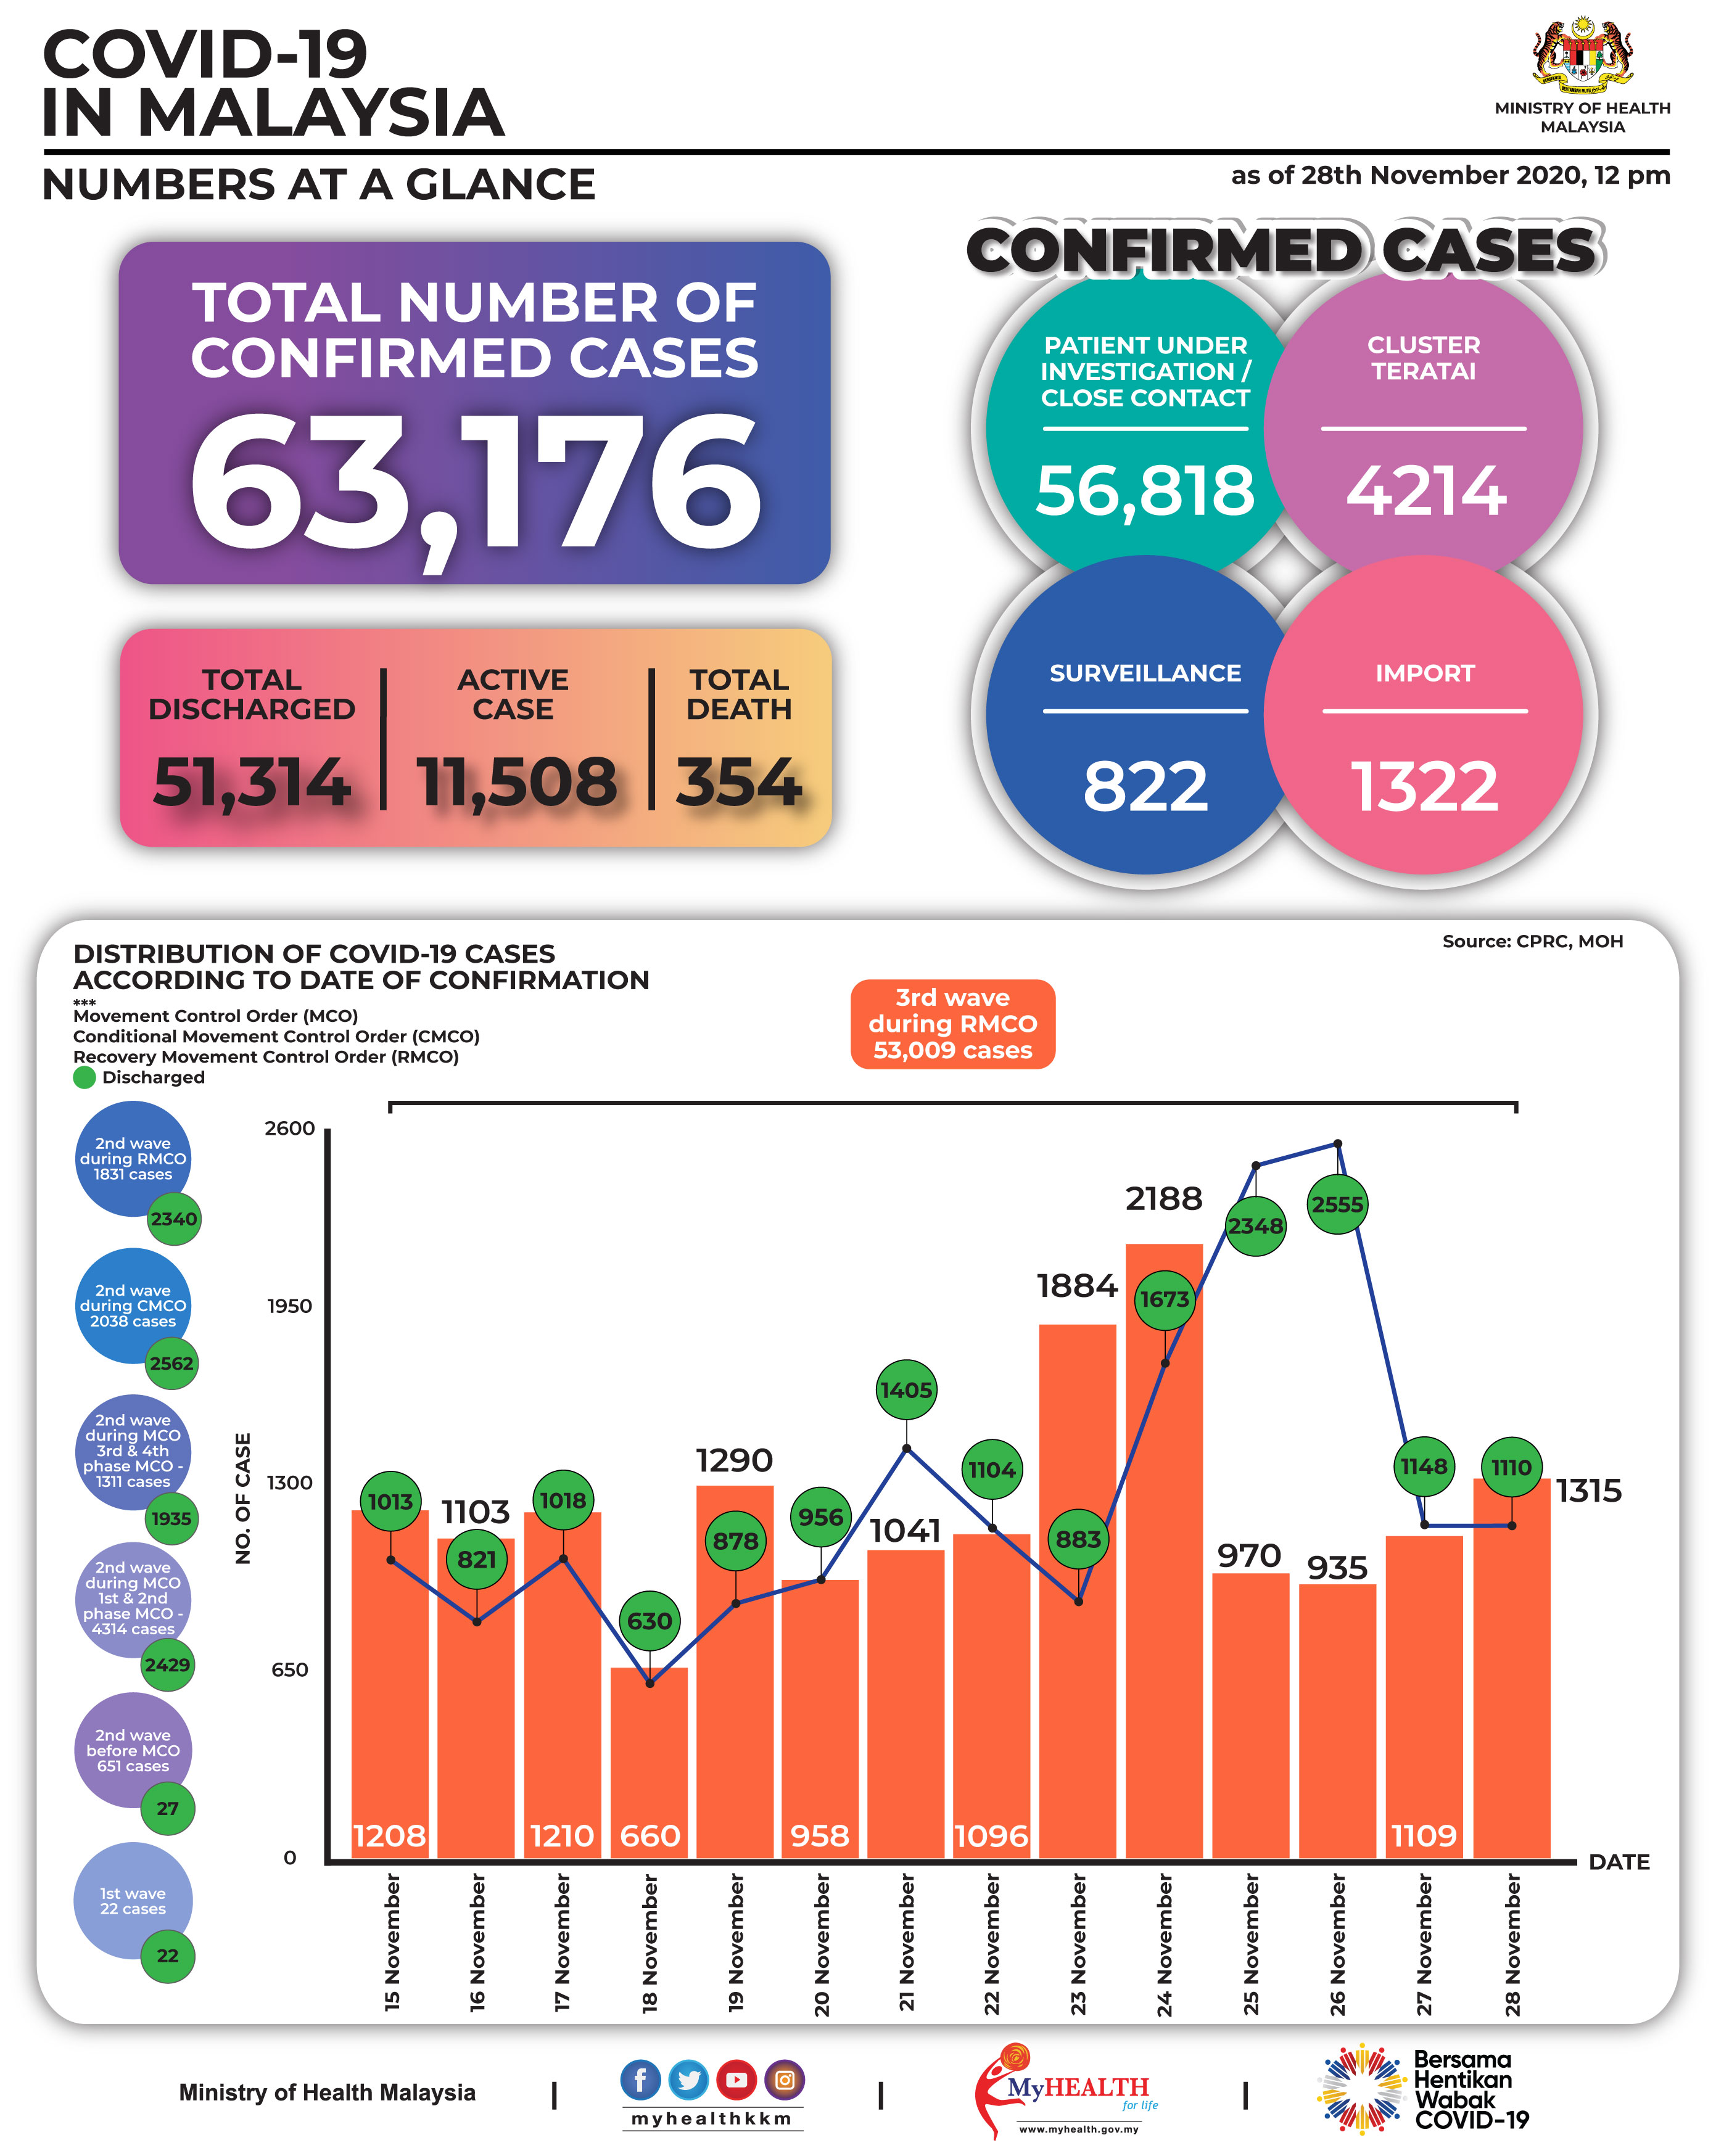 COVID-19
IN MALAYSIA
MINISTRY OF HEALTH
MALAYSIA
NUMBERS AT A GLANCE
as of 28th November 2020, 12 pm
TOTAL NUMBER OF
CONFIRMED CASES
63,176
TOTAL
DISCHARGED
51,314
ACTIVE
CASE
11,508
TOTAL
DEATH
354
CONFIRMED CASES
PATIENT UNDER
INVESTIGATION /
CLOSE CONTACT
56,818
CLUSTER
TERATAI
4214
SURVEILLANCE
822
IMPORT
1322
DISTRIBUTION OF COVID-19 CASES
ACCORDING TO DATE OF CONFIRMATION
***
Movement Control Order (MCO)
Conditional Movement Control Order (CMCO)
Recovery Movement Control Order (RMCO)
Discharged
Source: CPRC, MOH
3rd wave
during RMCO
53,009 cases
2nd wave
during RMCO
1831 cases
2340
2nd wave
during CMCO
2038 cases
2562
2nd wave
during MCO
3rd & 4th
phase MCO -
1311 cases
1935
2nd wave
during MCO
1st & 2nd
phase MCO -
4314 cases
2429
2nd wave
before MCO
651 cases
27
1st wave
22 cases
22
NO. OF CASE
2600
1950
1300
650
0
1013
1208
1103
821
1018
1210
630
660
1290
878
956
958
1405
1041
1104
1096
1884
883
2188
1673
2348
970
2555
935
1148
1109
1110
1315
DATE
15 November
16 November
17 November
18 November
19 November
20 November
21 November
22 November
23 November
24 November
25 November
26 November
27 November
28 November
Ministry of Health Malaysia
myhealthkkm
MyHEALTH
for life
www.myhealth.gov.my
Bersama
Hentikan
Wabak
COVID-19